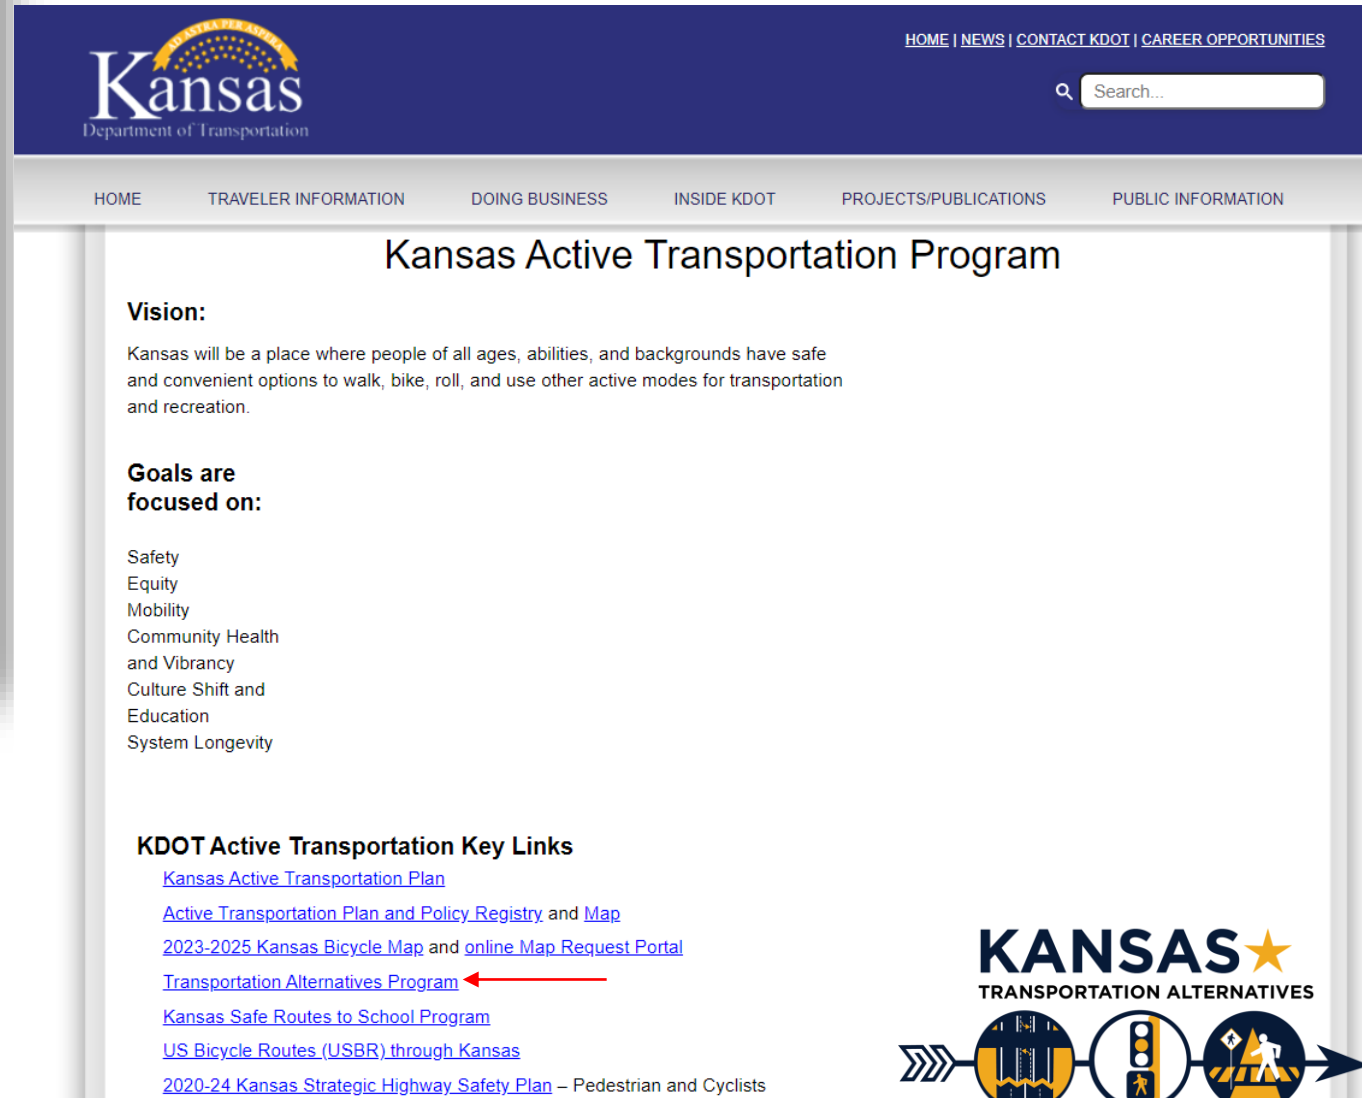 AD ASTRA PER ASPERA
Kansas
Department of Transportation
HOME | NEWS | CONTACT KDOT | CAREER OPPORTUNITIES
Search...
HOME TRAVELER INFORMATION DOING BUSINESS INSIDE KDOT PROJECTS/PUBLICATIONS PUBLIC INFORMATION
Kansas Active Transportation Program
Vision:
Kansas will be a place where people of all ages, abilities, and backgrounds have safe
and convenient options to walk, bike, roll, and use other active modes for transportation
and recreation.
Goals are
focused on:
Safety
Equity
Mobility
Community Health
and Vibrancy
Culture Shift and
Education
System Longevity
KDOT Active Transportation Key Links
Kansas Active Transportation Plan
Active Transportation Plan and Policy Registry and Map
2023-2025 Kansas Bicycle Map and online Map Request Portal
Transportation Alternatives Program
Kansas Safe Routes to School Program
US Bicycle Routes (USBR) through Kansas
2020-24 Kansas Strategic Highway Safety Plan – Pedestrian and Cyclists
KANSAS
TRANSPORTATION ALTERNATIVES